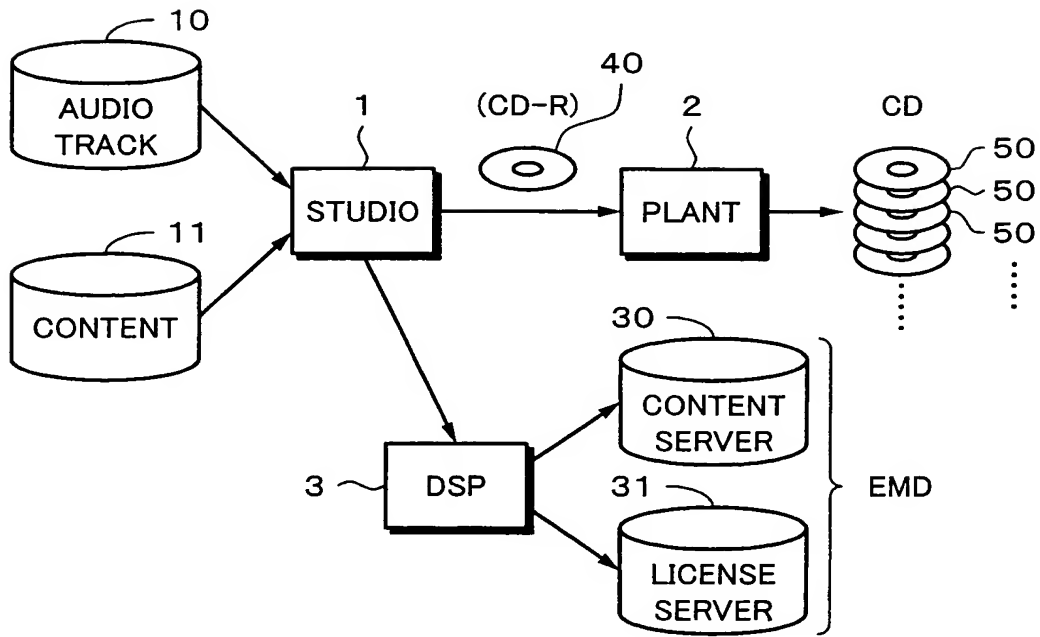 10
AUDIO
TRACK
11
CONTENT
1
STUDIO
(CD-R)
40
2
PLANT
CD
50
50
50
3
DSP
30
CONTENT
SERVER
31
LICENSE
SERVER
EMD